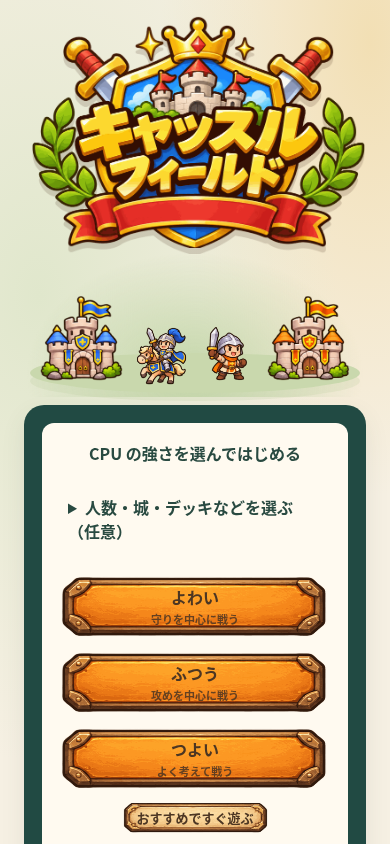 キャッスル
フィールド
CPU の強さを選んではじめる
▶ 人数・城・デッキなどを選ぶ
（任意）
よわい
守りを中心に戦う
ふつう
攻めを中心に戦う
つよい
よく考えて戦う
おすすめですぐ遊ぶ